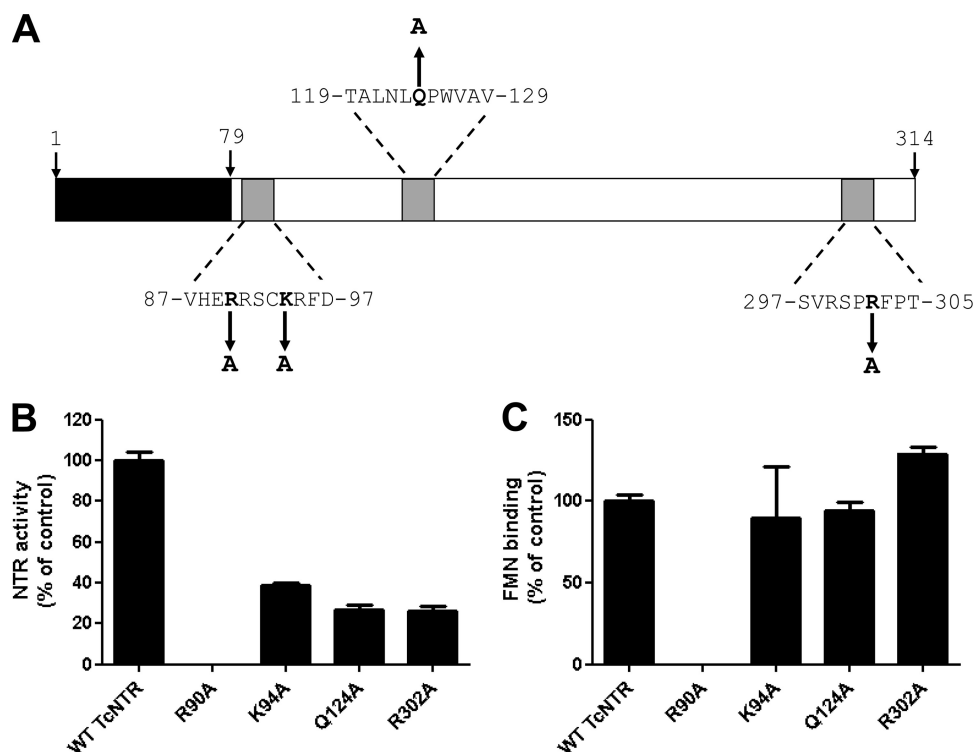 A
A
119-TALNLQPWVAV-129
1
79
314
87-VHERRSCKRFD-97
297-SVRSPRFPT-305
A
A
A
B
NTR activity
(% of control)
120
100
80
60
40
20
0
WT TcNTR
R90A
K94A
Q124A
R302A
C
FMN binding
(% of control)
150
100
50
0
WT TcNTR
R90A
K94A
Q124A
R302A